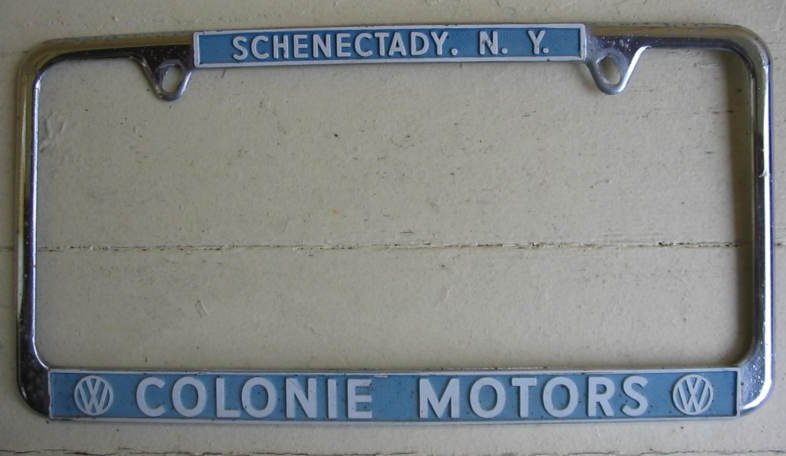 SCHENECTADY. N. Y.
VW COLONIE MOTORS VW